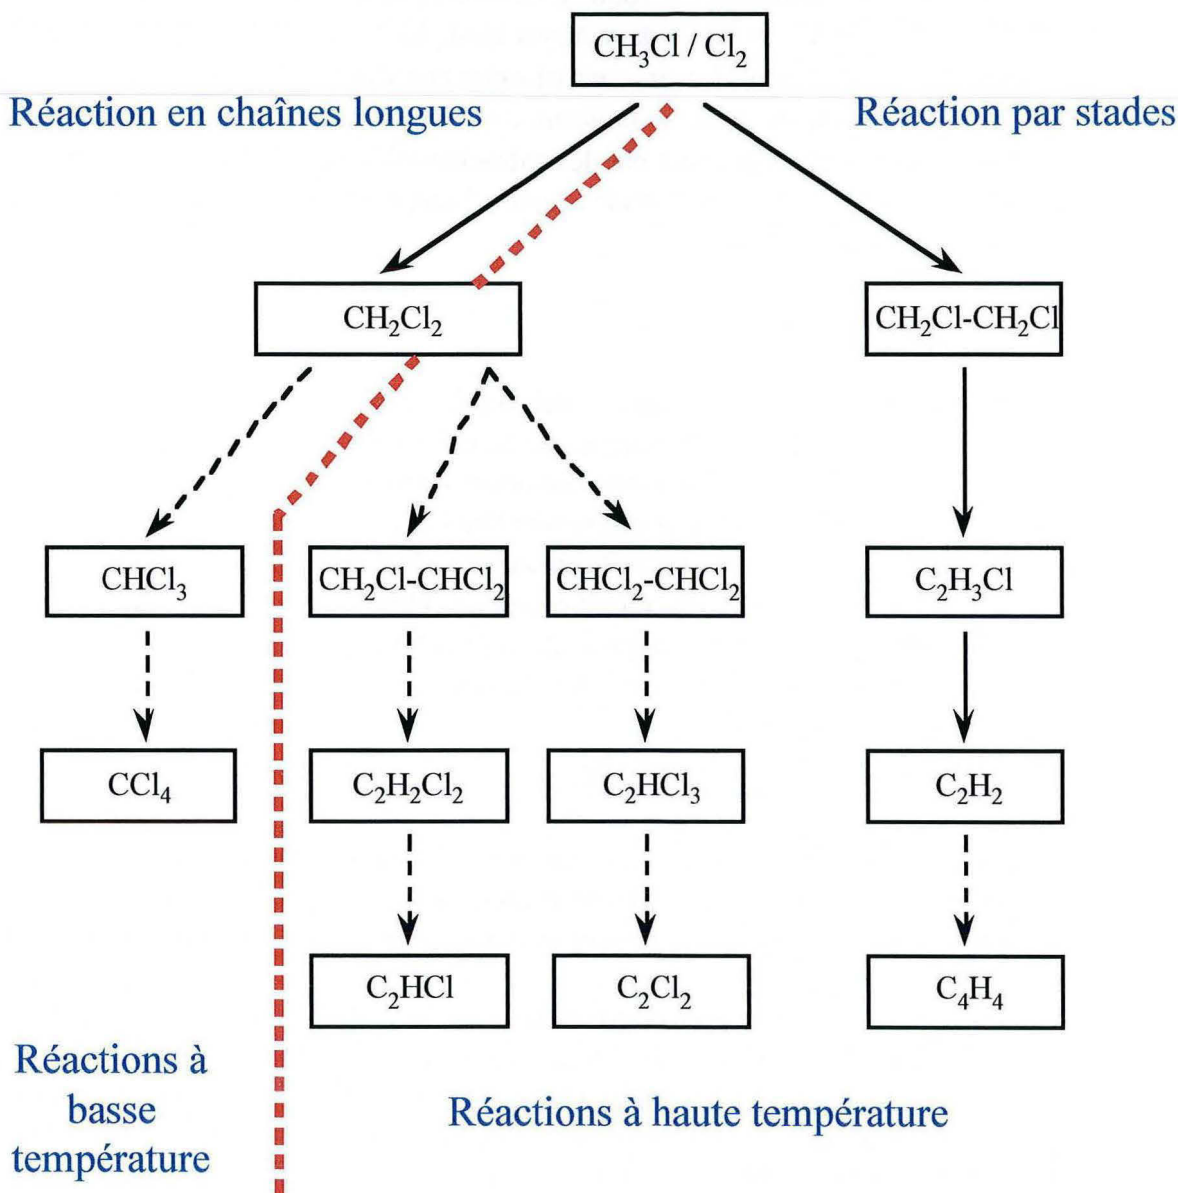 CH₃Cl / Cl₂
Réaction en chaînes longues
Réaction par stades
CH₂Cl₂
CH₂Cl-CH₂Cl
CHCl₃
CH₂Cl-CHCl₂
CHCl₂-CHCl₂
C₂H₃Cl
CCl₄
C₂H₂Cl₂
C₂HCl₃
C₂H₂
C₂HCl
C₂Cl₂
C₄H₄
Réactions à
basse
température
Réactions à haute température